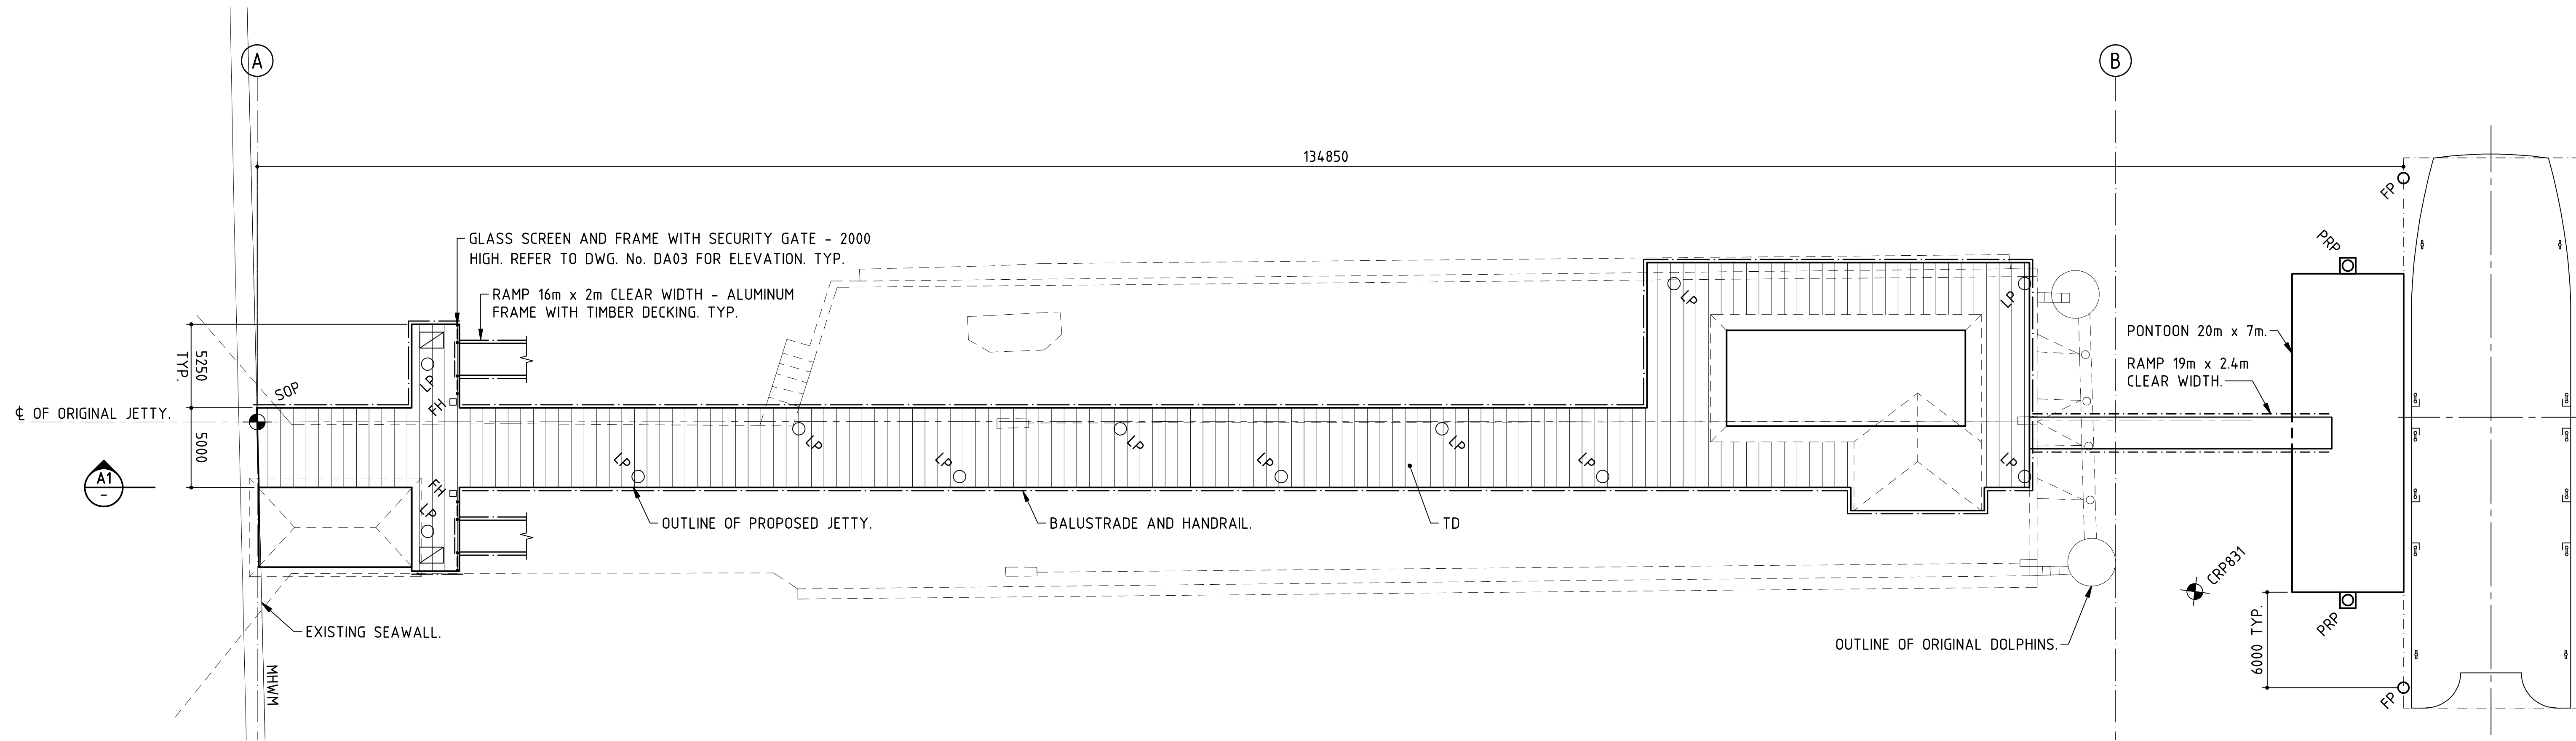 A
B
134850
FP
PRP
GLASS SCREEN AND FRAME WITH SECURITY GATE - 2000
HIGH. REFER TO DWG. No. DA03 FOR ELEVATION. TYP.
RAMP 16m x 2m CLEAR WIDTH - ALUMINUM
FRAME WITH TIMBER DECKING. TYP.
LP
LP
PONTOON 20m x 7m.
RAMP 19m x 2.4m
CLEAR WIDTH.
5250
TYP.
SOP
LP
FH
℄ OF ORIGINAL JETTY.
5000
LP
LP
LP
LP
LP
LP
LP
LP
A1
-
FH
LP
OUTLINE OF PROPOSED JETTY.
BALUSTRADE AND HANDRAIL.
TD
CRP831
EXISTING SEAWALL.
OUTLINE OF ORIGINAL DOLPHINS.
PRP
6000 TYP.
MHWM
FP